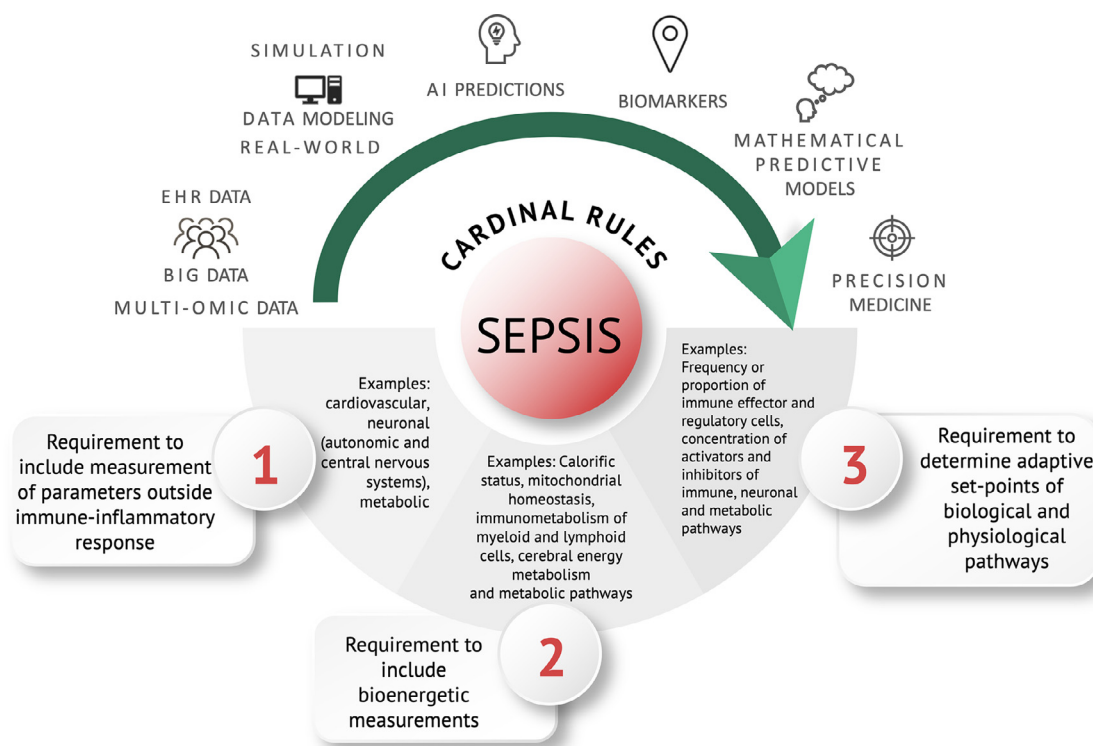 SIMULATION
DATA MODELING
REAL-WORLD
AI PREDICTIONS
BIOMARKERS
MATHEMATICAL
PREDICTIVE
MODELS
EHR DATA
BIG DATA
MULTI-OMIC DATA
PRECISION
MEDICINE
CARDINAL RULES
SEPSIS
1
Requirement to
include measurement
of parameters outside
immune-inflammatory
response
Examples:
cardiovascular,
neuronal
(autonomic and
central nervous
systems),
metabolic
2
Requirement to
include
bioenergetic
measurements
Examples: Calorific
status, mitochondrial
homeostasis,
immunometabolism of
myeloid and lymphoid
cells, cerebral energy
metabolism
and metabolic pathways
3
Requirement to
determine adaptive
set-points of
biological and
physiological
pathways
Examples:
Frequency or
proportion of
immune effector and
regulatory cells,
concentration of
activators and
inhibitors of
immune, neuronal
and metabolic
pathways